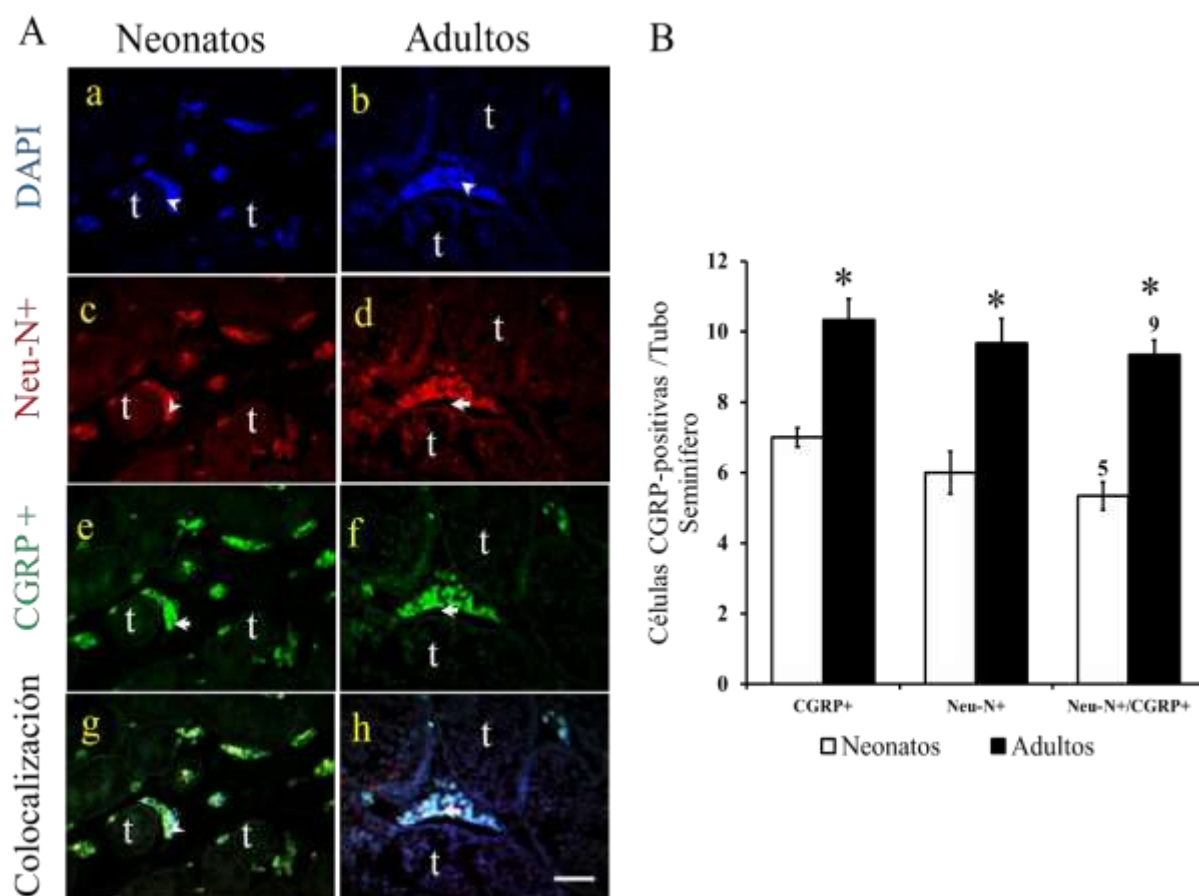 A
Neonatos
Adultos
DAPI
a
t
t
b
t
t
Neu-N+
c
t
t
d
t
t
CGRP +
e
t
t
f
t
t
Colocalización
g
t
t
h
t
t
B
Células CGRP-positivas /Tubo
Seminífero
12
10
8
6
4
2
0
*
*
*
9
5
CGRP+
Neu-N+
Neu-N+/CGRP+
Neonatos
Adultos